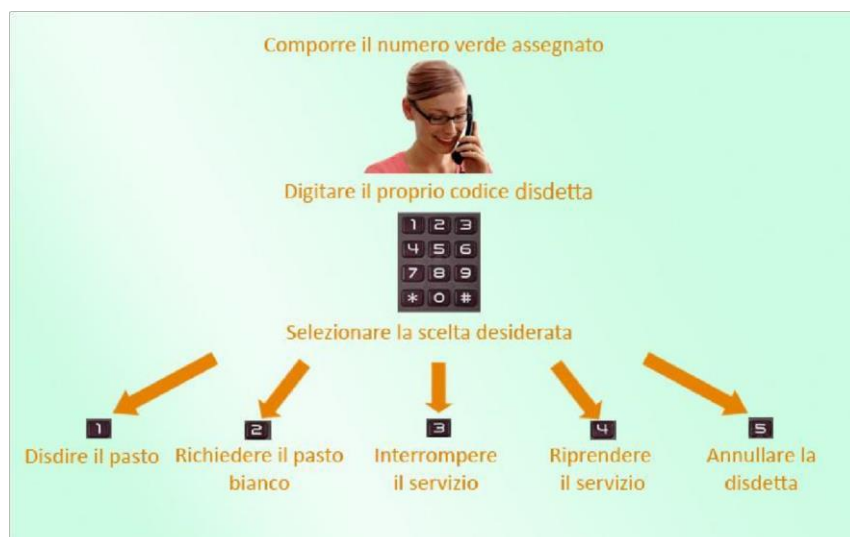 Comporre il numero verde assegnato
Digitare il proprio codice disdetta
1 2 3
4 5 6
7 8 9
* 0 #
Selezionare la scelta desiderata
1
Disdire il pasto
2
Richiedere il pasto
bianco
3
Interrompere
il servizio
4
Riprendere
il servizio
5
Annullare la
disdetta